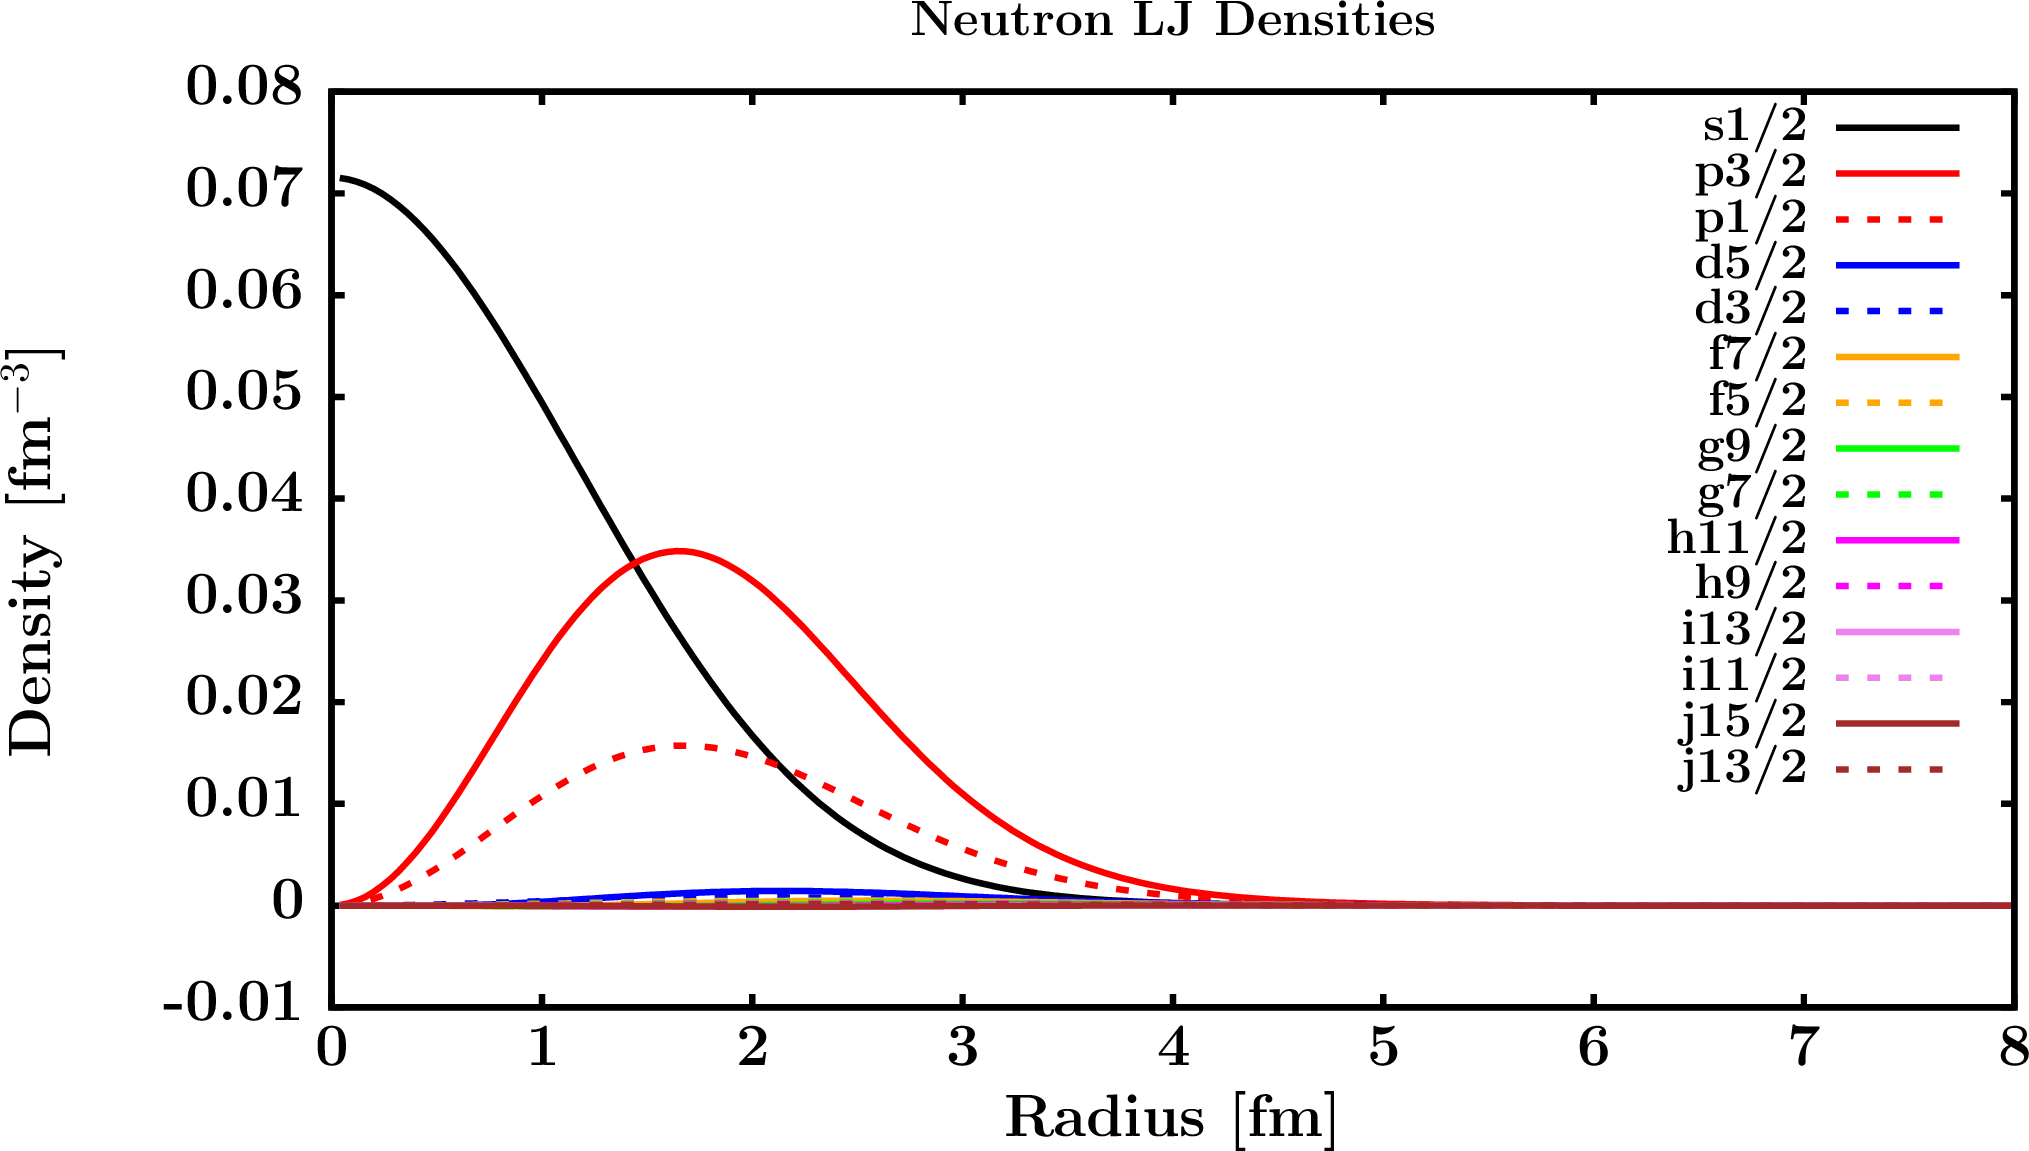 Neutron LJ Densities
0.08
0.07
0.06
0.05
0.04
0.03
0.02
0.01
0
-0.01
Density [fm⁻³]
s1/2
p3/2
p1/2
d5/2
d3/2
f7/2
f5/2
g9/2
g7/2
h11/2
h9/2
i13/2
i11/2
j15/2
j13/2
0 1 2 3 4 5 6 7 8
Radius [fm]